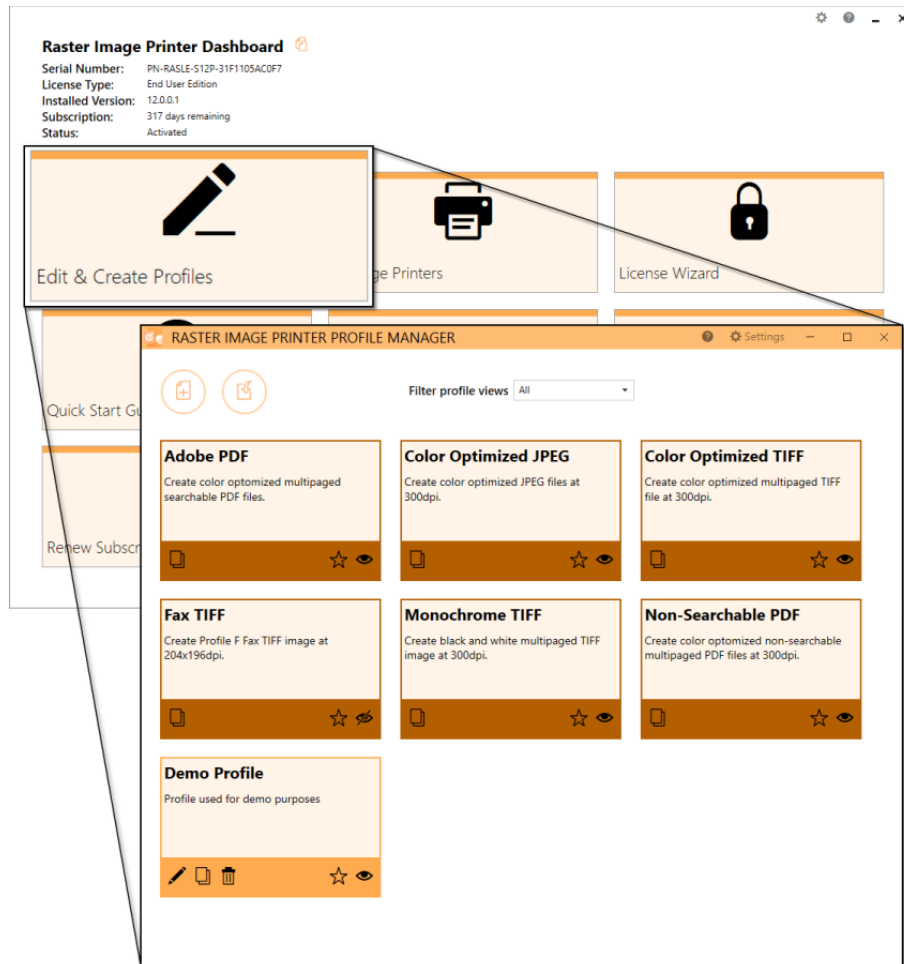 Raster Image Printer Dashboard
Serial Number: PN-RASLE-S12P-31F1105AC0F7
License Type: End User Edition
Installed Version: 12.0.0.1
Subscription: 317 days remaining
Status: Activated
Edit & Create Profiles
ge Printers
License Wizard
Quick Start Gu
Renew Subscr
RASTER IMAGE PRINTER PROFILE MANAGER
Settings
Filter profile views All
Adobe PDF
Create color optomized multipaged
searchable PDF files.
Color Optimized JPEG
Create color optimized JPEG files at
300dpi.
Color Optimized TIFF
Create color optimized multipaged TIFF
file at 300dpi.
Fax TIFF
Create Profile F Fax TIFF image at
204x196dpi.
Monochrome TIFF
Create black and white multipaged TIFF
image at 300dpi.
Non-Searchable PDF
Create color optomized non-searchable
multipaged PDF files at 300dpi.
Demo Profile
Profile used for demo purposes